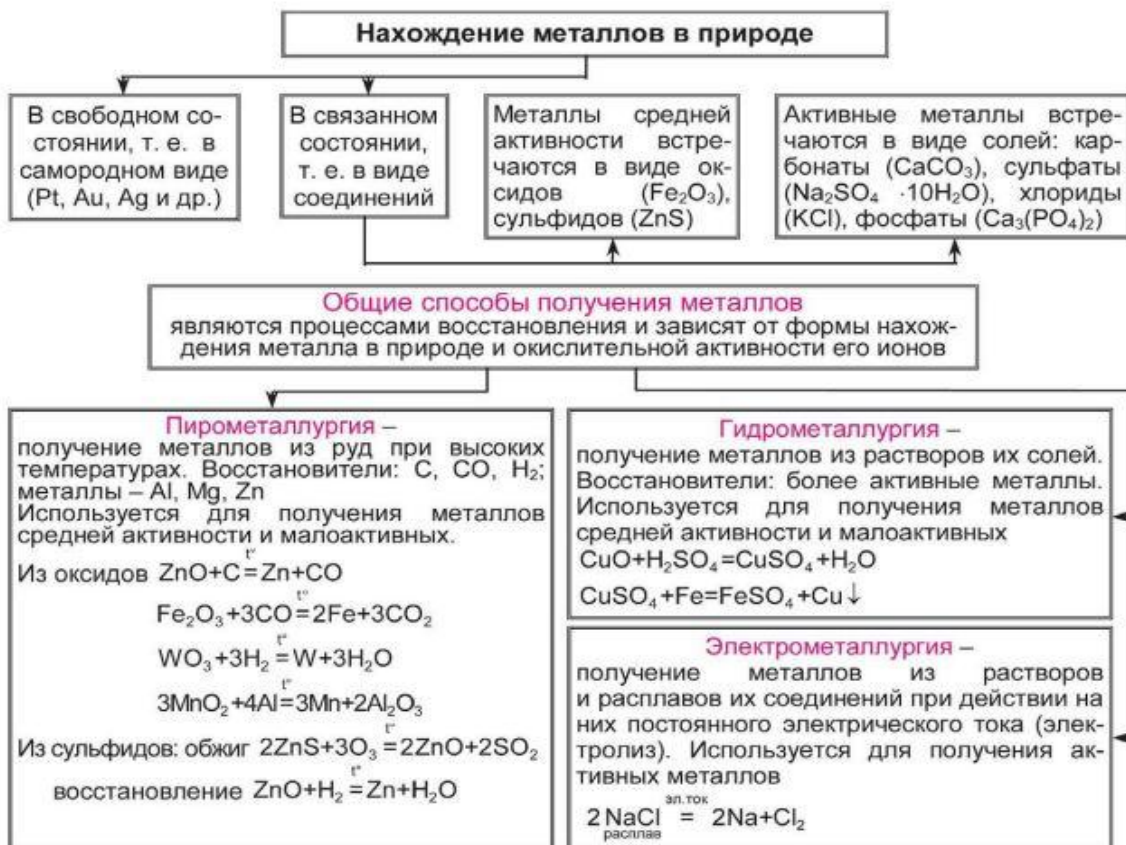 Нахождение металлов в природе
В свободном со-
стоянии, т. е. в
самородном виде
(Pt, Au, Ag и др.)
В связанном
состоянии,
т. е. в виде
соединений
Металлы средней
активности встре-
чаются в виде ок-
сидов (Fe₂O₃),
сульфидов (ZnS)
Активные металлы встре-
чаются в виде солей: кар-
бонаты (CaCO₃), сульфаты
(Na₂SO₄ ·10H₂O), хлориды
(KCl), фосфаты (Ca₃(PO₄)₂)
Общие способы получения металлов
являются процессами восстановления и зависят от формы нахож-
дения металла в природе и окислительной активности его ионов
Пирометаллургия –
получение металлов из руд при высоких
температурах. Восстановители: C, CO, H₂;
металлы – Al, Mg, Zn
Используется для получения металлов
средней активности и малоактивных.
Из оксидов ZnO+C t° = Zn+CO
Fe₂O₃+3CO t° = 2Fe+3CO₂
WO₃+3H₂ t° = W+3H₂O
3MnO₂+4Al t° = 3Mn+2Al₂O₃
Из сульфидов: обжиг 2ZnS+3O₃ t° = 2ZnO+2SO₂
восстановление ZnO+H₂ t° = Zn+H₂O
Гидрометаллургия –
получение металлов из растворов их солей.
Восстановители: более активные металлы.
Используется для получения металлов
средней активности и малоактивных
CuO+H₂SO₄=CuSO₄+H₂O
CuSO₄+Fe=FeSO₄+Cu↓
Электрометаллургия –
получение металлов из растворов
и расплавов их соединений при действии на
них постоянного электрического тока (элек-
тролиз). Используется для получения ак-
тивных металлов
2 NaCl эл.ток = 2Na+Cl₂
расплав